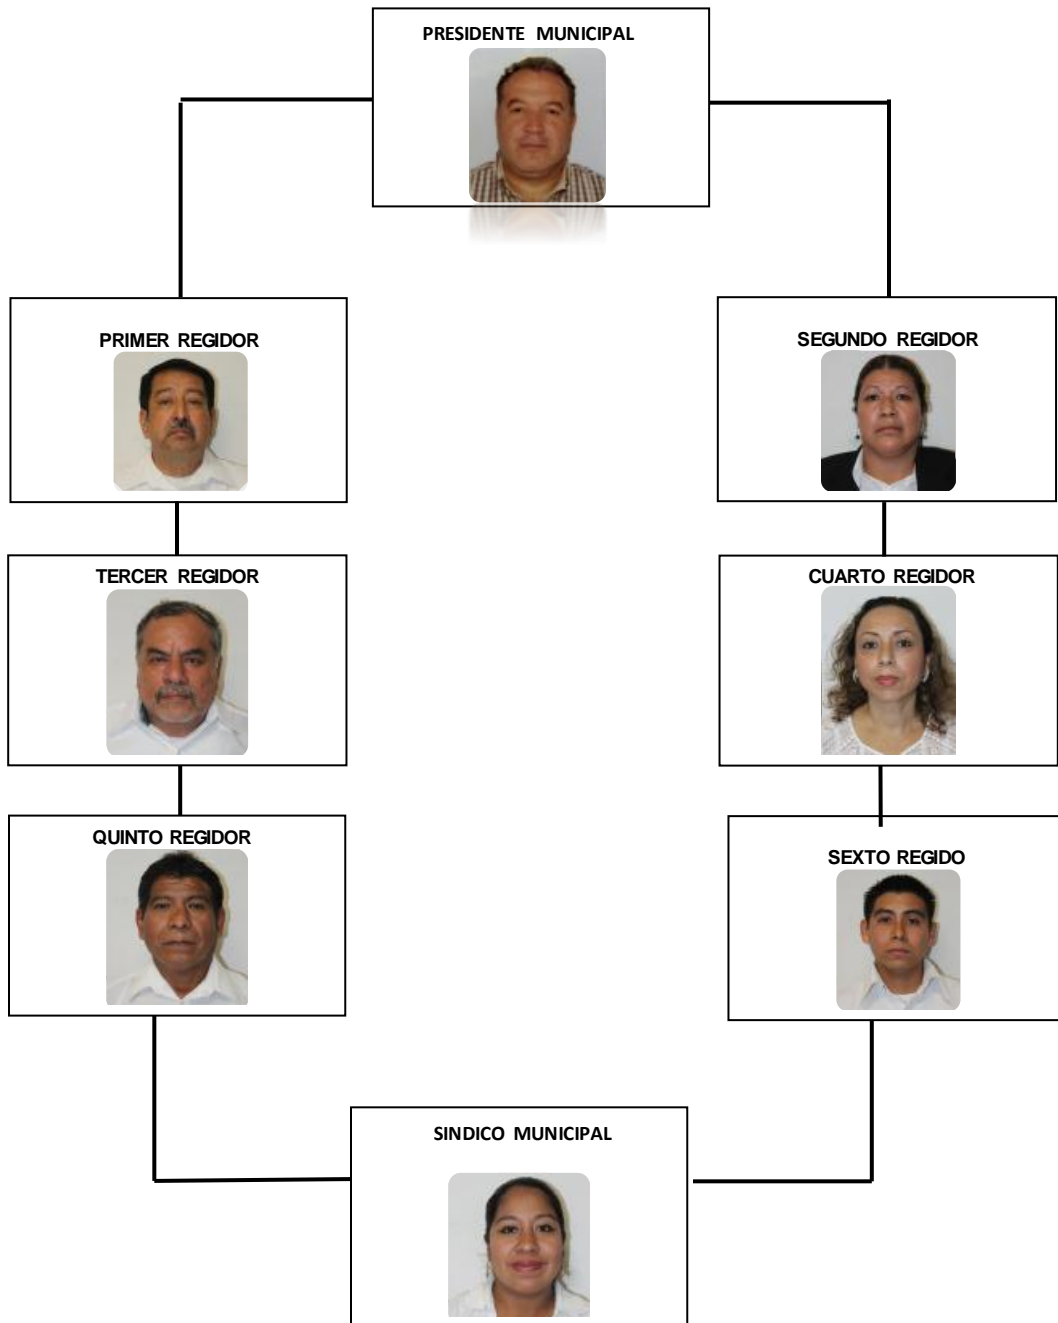 PRESIDENTE MUNICIPAL
PRIMER REGIDOR
SEGUNDO REGIDOR
TERCER REGIDOR
CUARTO REGIDOR
QUINTO REGIDOR
SEXTO REGIDO
SINDICO MUNICIPAL